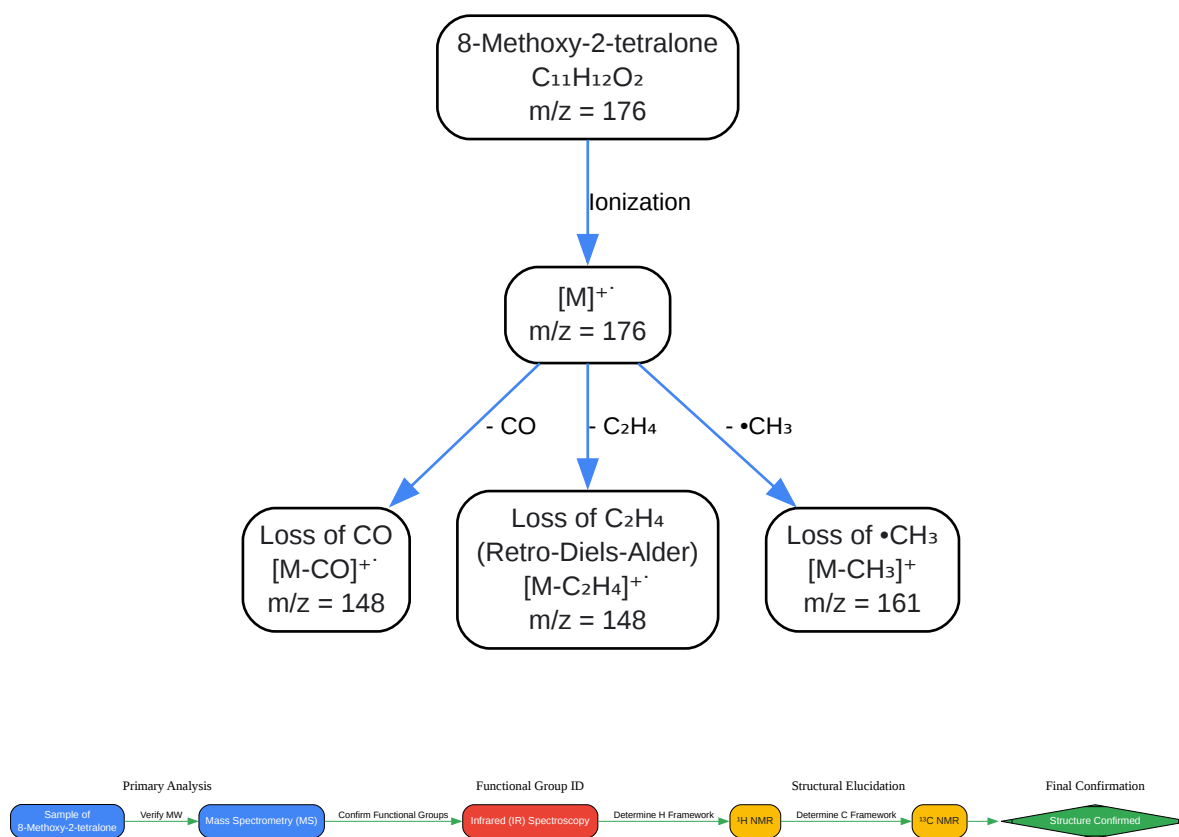 8-Methoxy-2-tetralone
C₁₁H₁₂O₂
m/z = 176
Ionization
[M]⁺˙
m/z = 176
- CO
- C₂H₄
- •CH₃
Loss of CO
[M-CO]⁺˙
m/z = 148
Loss of C₂H₄
(Retro-Diels-Alder)
[M-C₂H₄]⁺˙
m/z = 148
Loss of •CH₃
[M-CH₃]⁺
m/z = 161
Primary Analysis
Functional Group ID
Structural Elucidation
Final Confirmation
Sample of
8-Methoxy-2-tetralone
Verify MW
Mass Spectrometry (MS)
Confirm Functional Groups
Infrared (IR) Spectroscopy
Determine H Framework
¹H NMR
Determine C Framework
¹³C NMR
Structure Confirmed